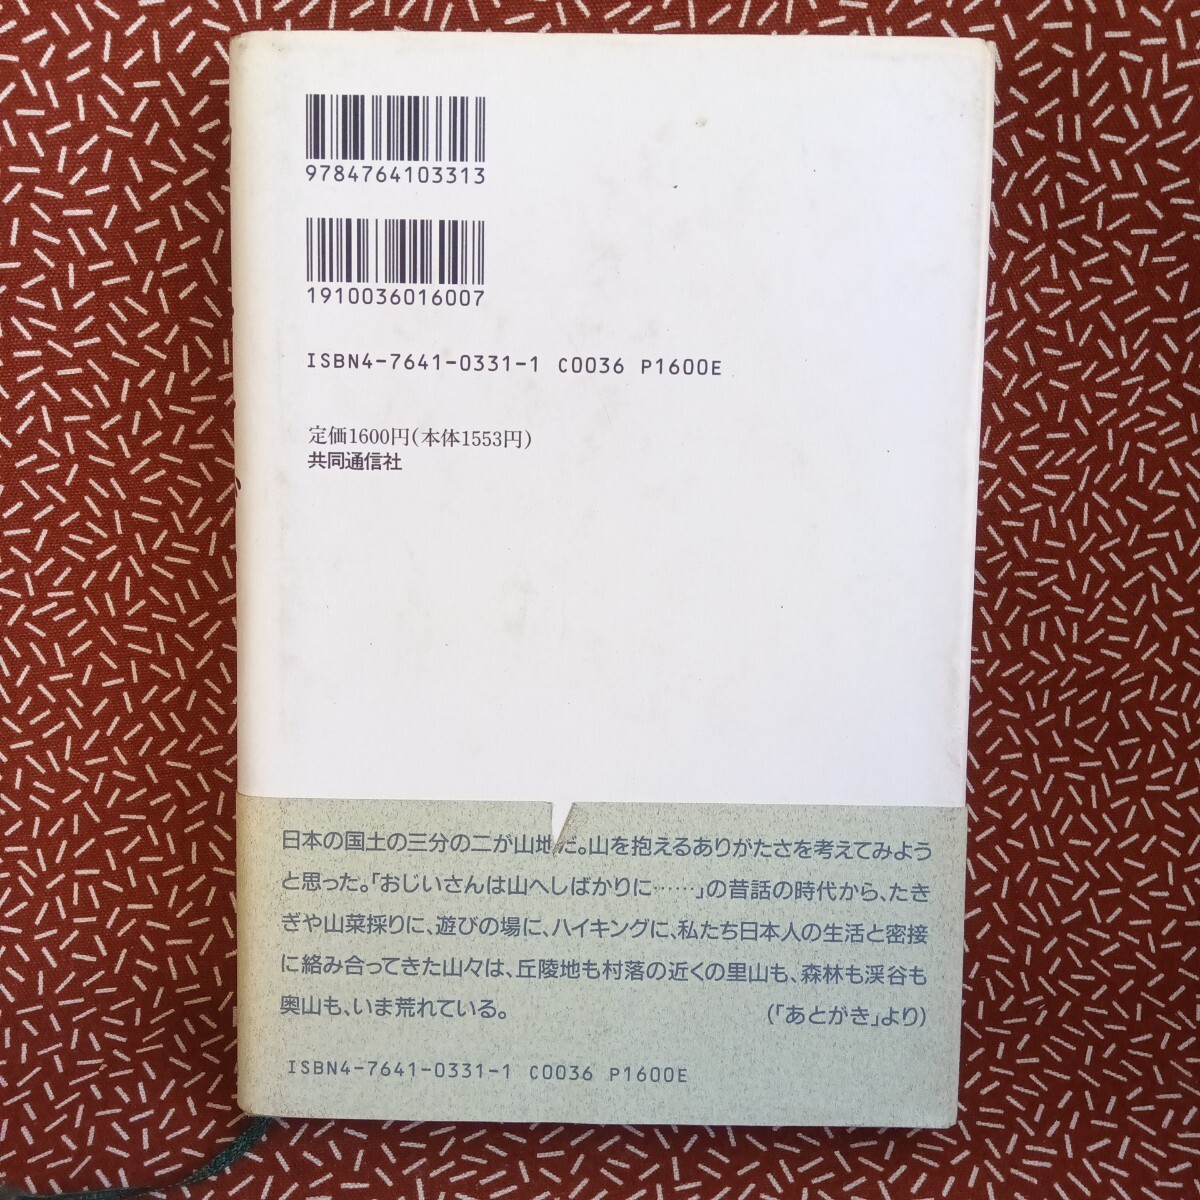 9784764103313
1910036016007
ISBN4-7641-0331-1 C0036 P1600E
定価1600円(本体1553円)
共同通信社
日本の国土の三分の二が山地だ。山を抱えるありがたさを考えてみよう
と思った。「おじいさんは山へしばかりに……」の昔話の時代から、たき
ぎや山菜採りに、遊びの場に、ハイキングに、私たち日本人の生活と密接
に絡み合ってきた山々は、丘陵地も村落の近くの里山も、森林も渓谷も
奥山も、いま荒れている。 (「あとがき」より)
ISBN4-7641-0331-1 C0036 P1600E